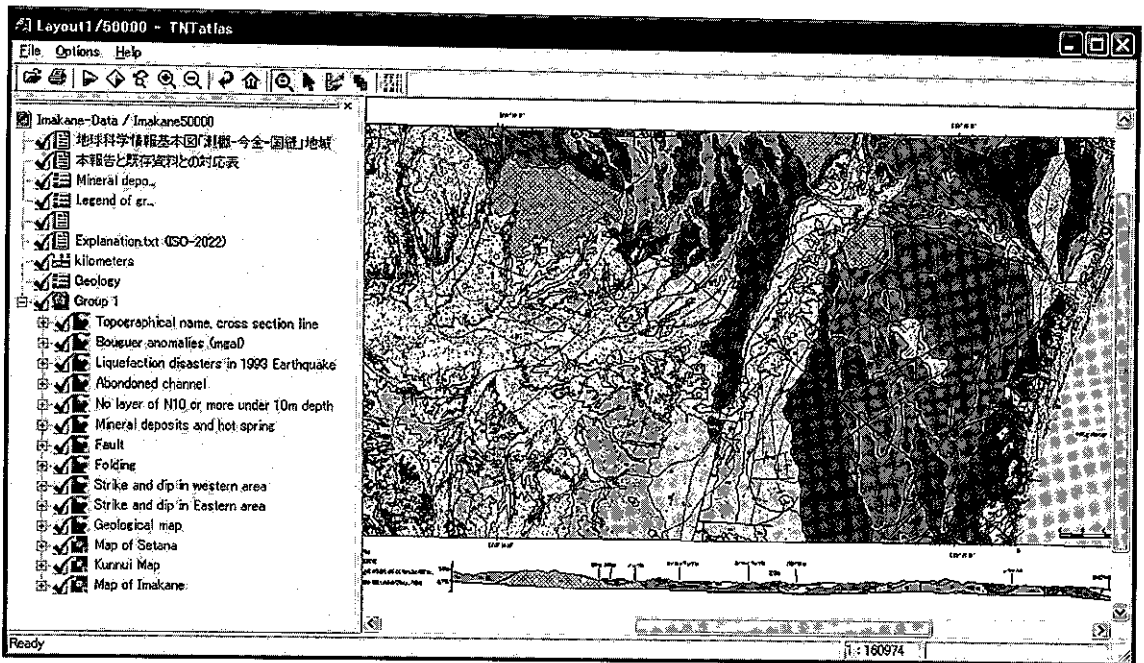 Layout1/50000 - TNTatlas
File Options Help
Imakane-Data / Imakane50000
地球科学情報基本図「瀬棚-今金-国縫」地域
本報告と既存資料との対応表
Mineral depo...
Legend of gr...
Explanation.txt (ISO-2022)
kilometers
Geology
Group 1
Topographical name, cross section line
Bouguer anomalies (mgal)
Liquefaction disasters in 1993 Earthquake
Abondoned channel
No layer of N10 or more under 10m depth
Mineral deposits and hot spring
Fault
Folding
Strike and dip in western area
Strike and dip in Eastern area
Geological map
Map of Setana
Kunnui Map
Map of Imakane
Ready
1 : 160974